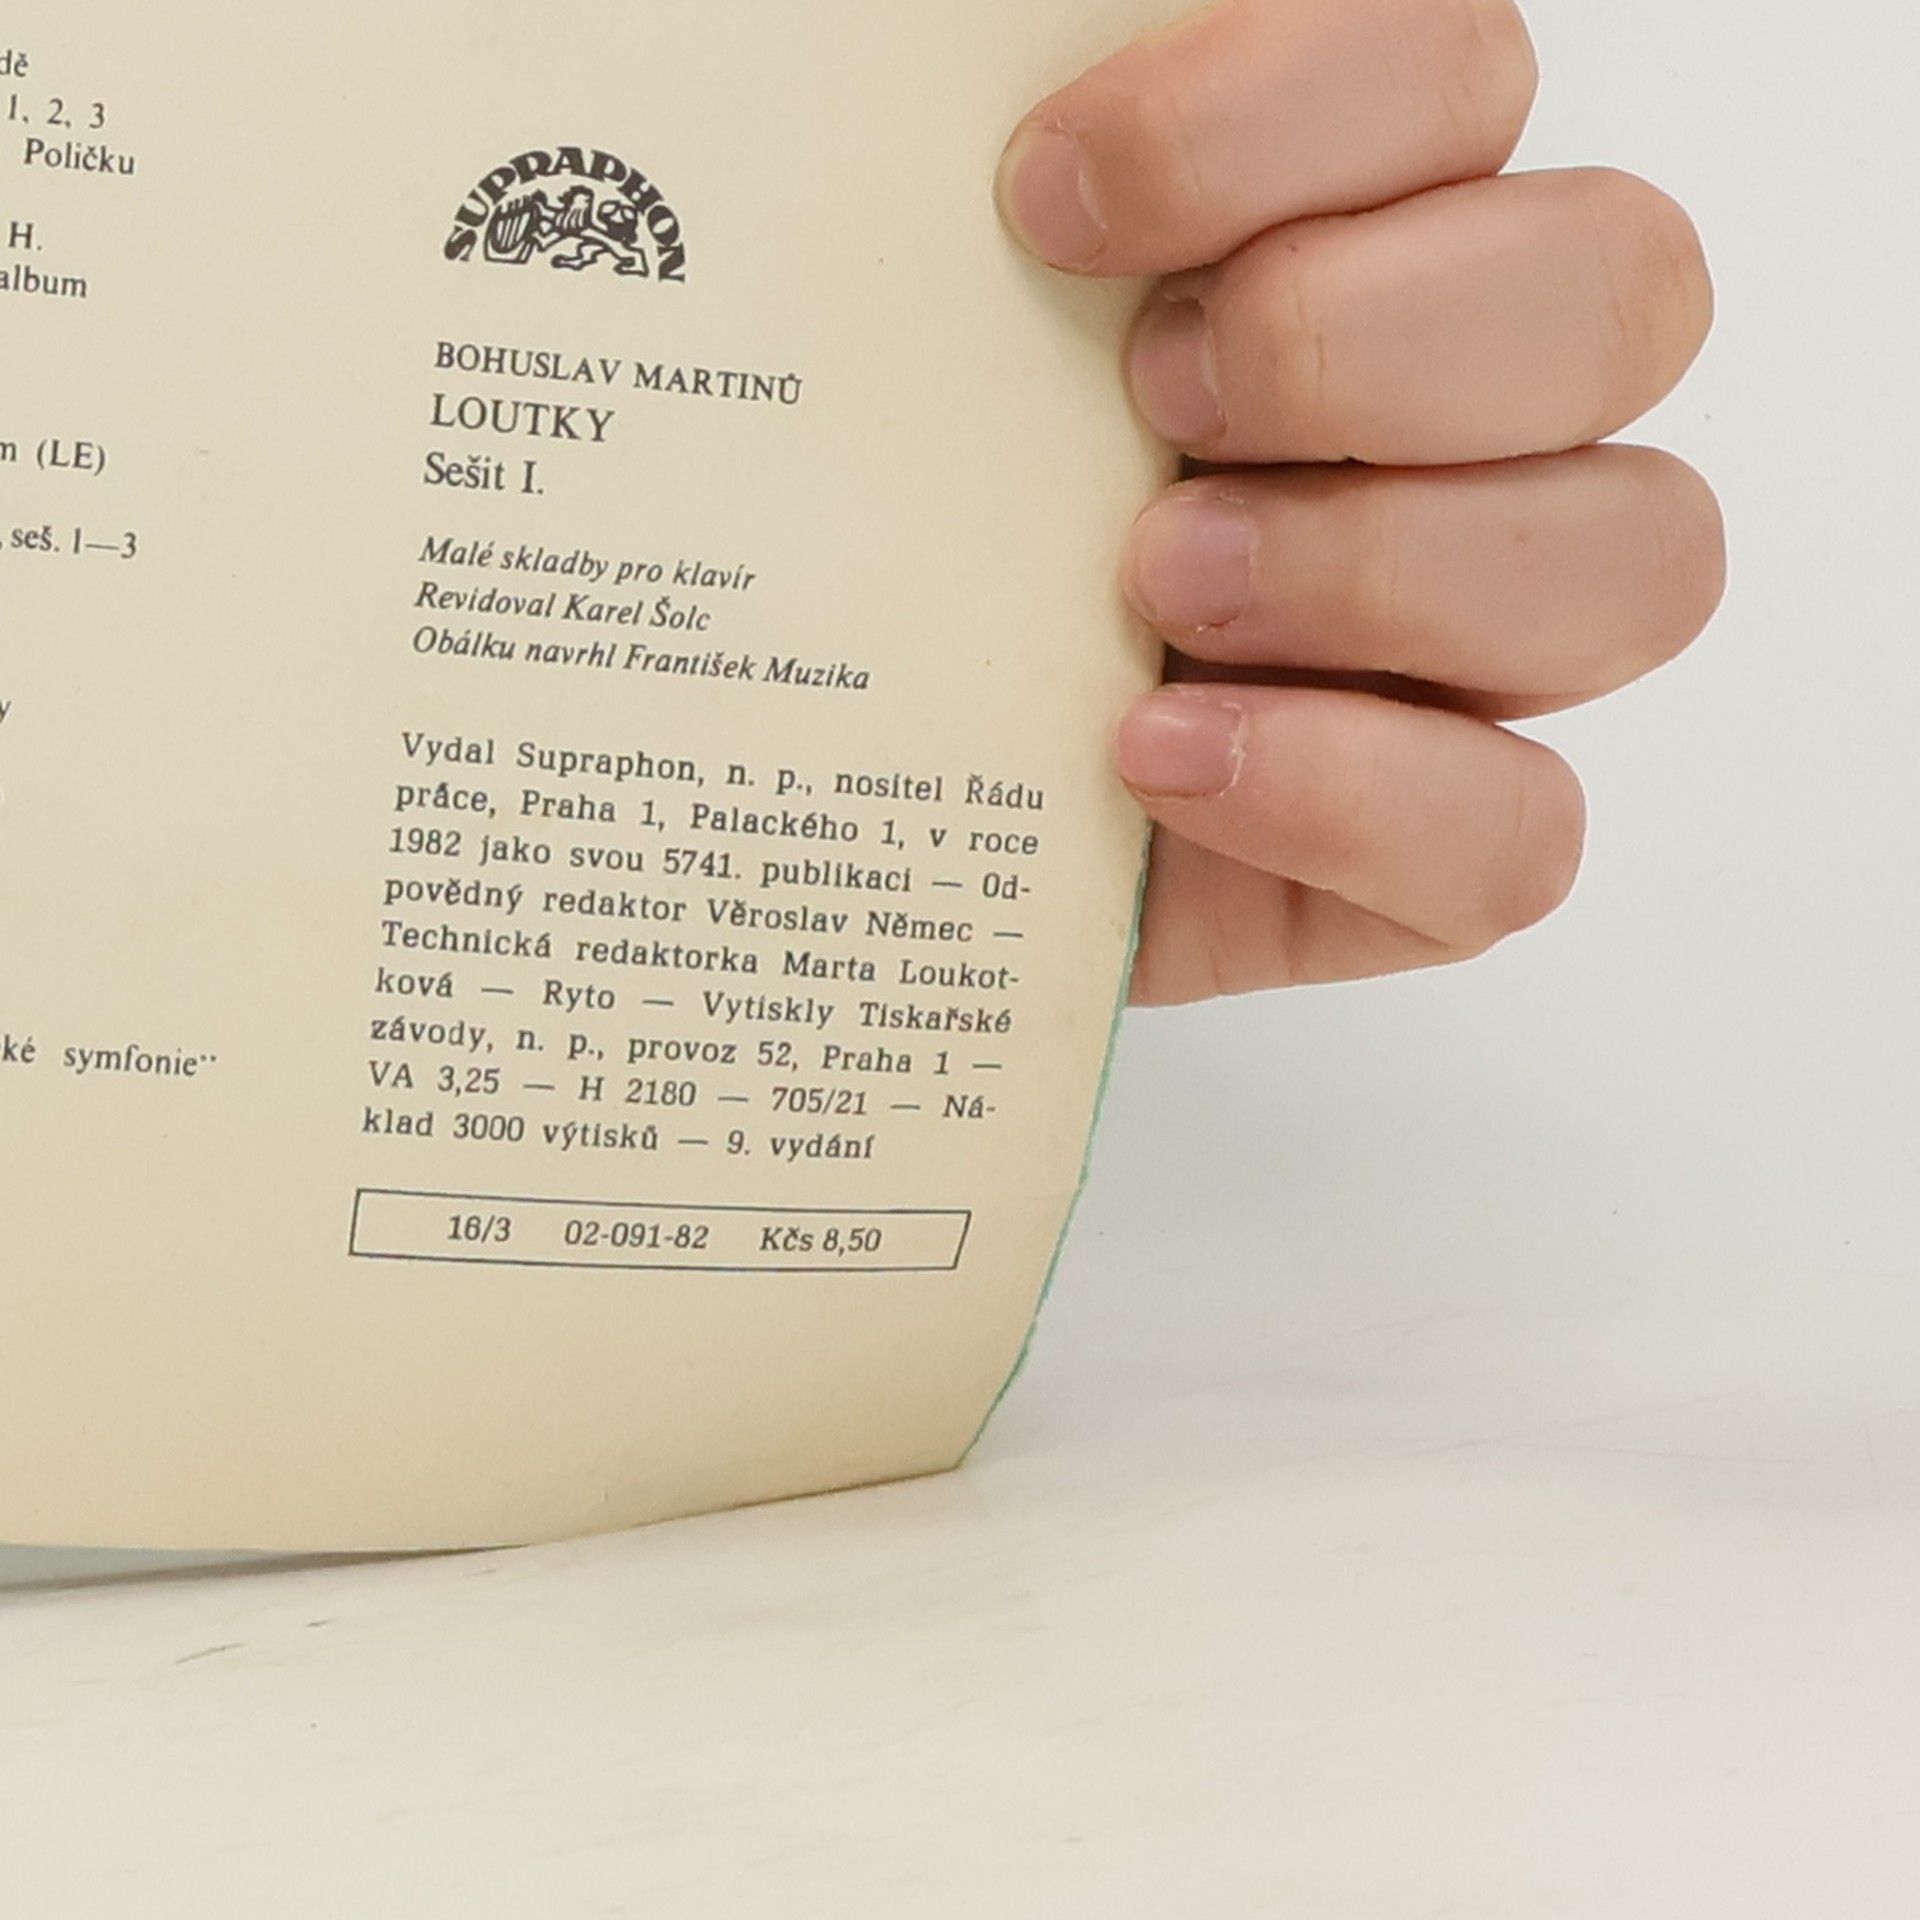 dě
1, 2, 3
Poličku
H.
album
m (LE)
, seš. 1—3
y
ké symfonie"
SUPRAPHON
BOHUSLAV MARTINŮ
LOUTKY
Sešit I.
Malé skladby pro klavír
Revidoval Karel Šolc
Obálku navrhl František Muzika
Vydal Supraphon, n. p., nositel Řádu
práce, Praha 1, Palackého 1, v roce
1982 jako svou 5741. publikaci — Od-
povědný redaktor Věroslav Němec —
Technická redaktorka Marta Loukot-
ková — Ryto — Vytiskly Tiskařské
závody, n. p., provoz 52, Praha 1 —
VA 3,25 — H 2180 — 705/21 — Ná-
klad 3000 výtisků — 9. vydání
16/3 02-091-82 Kčs 8,50